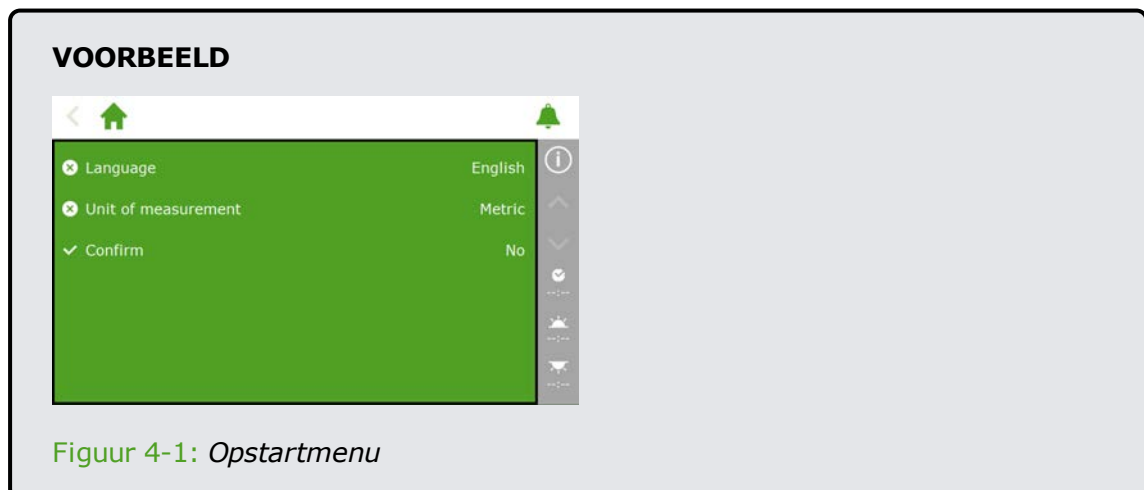 VOORBEELD
Language English
Unit of measurement Metric
Confirm No
--:--
--:--
--:--
Figuur 4-1: Opstartmenu